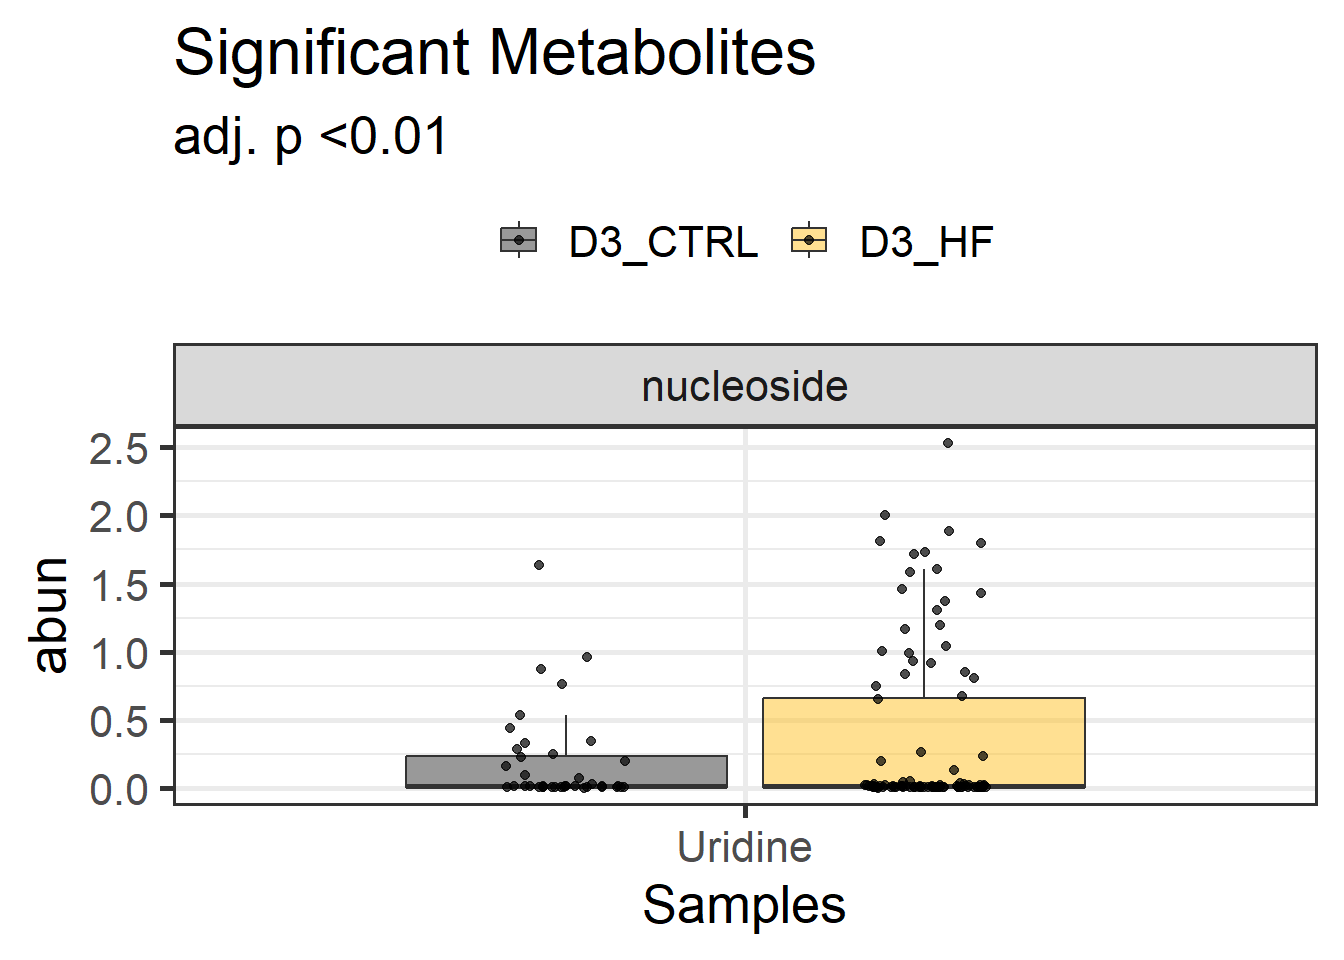 Significant Metabolites
adj. p <0.01
D3_CTRL D3_HF
nucleoside
2.5
2.0
1.5
1.0
0.5
0.0
abun
Uridine
Samples